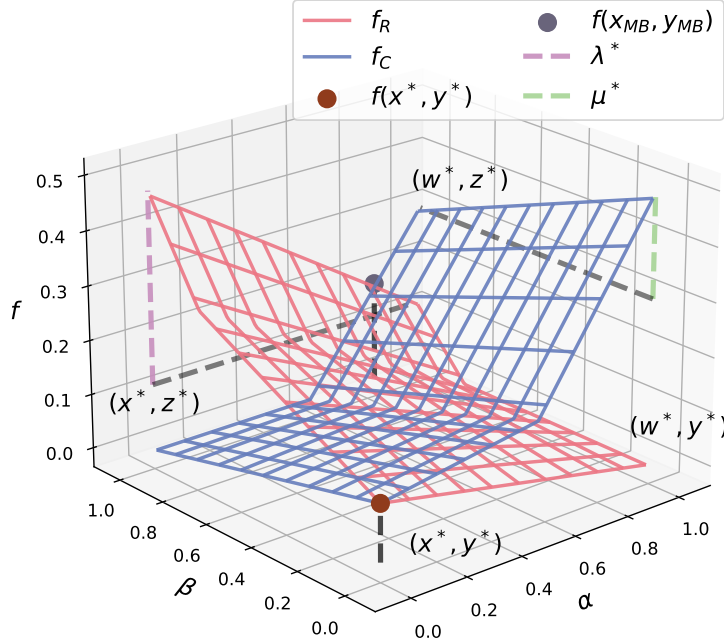 f_R
f_C
f(x*, y*)
f(x_MB, y_MB)
λ*
μ*
(w*, z*)
(x*, z*)
(w*, y*)
(x*, y*)
f
0.5
0.4
0.3
0.2
0.1
0.0
1.0
0.8
0.6
0.4
0.2
0.0
β
0.0
0.2
0.4
0.6
0.8
1.0
α